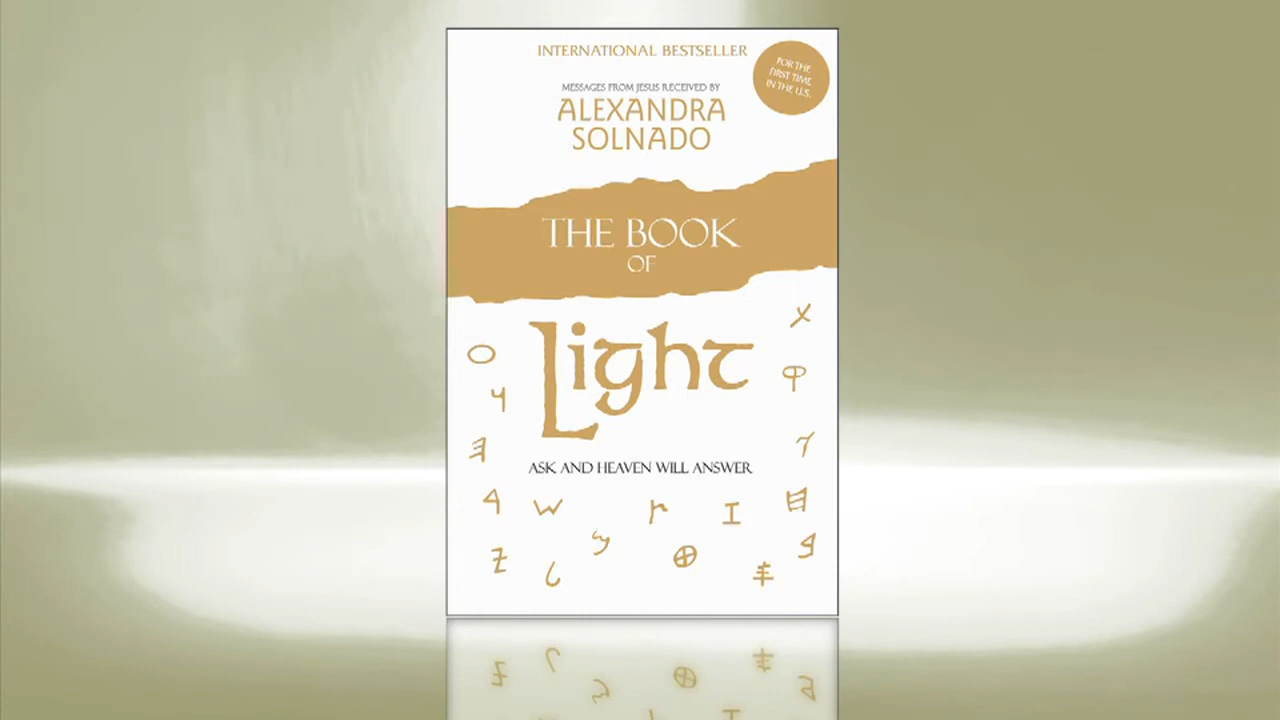 INTERNATIONAL BESTSELLER
FOR THE
FIRST TIME
IN THE U.S.
MESSAGES FROM JESUS RECEIVED BY
ALEXANDRA
SOLNADO
THE BOOK
OF
Light
ASK AND HEAVEN WILL ANSWER